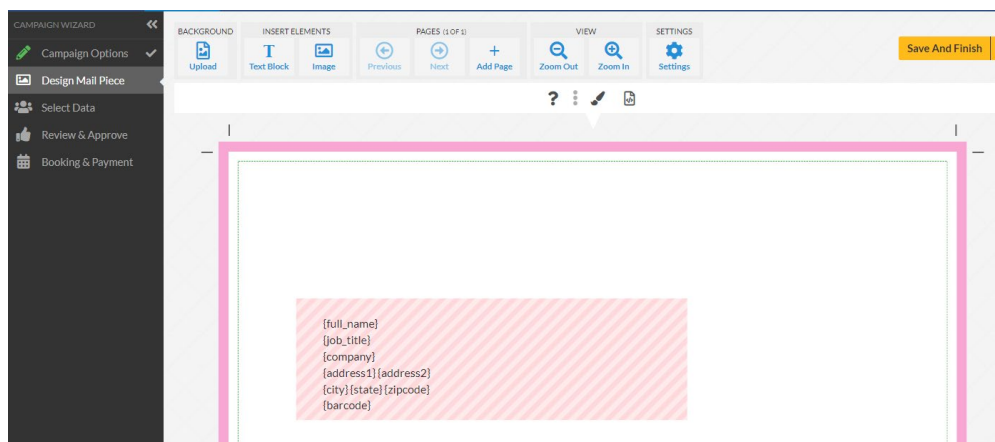 CAMPAIGN WIZARD
Campaign Options
Design Mail Piece
Select Data
Review & Approve
Booking & Payment
BACKGROUND
Upload
INSERT ELEMENTS
T
Text Block
Image
PAGES (1 OF 1)
Previous
Next
Add Page
VIEW
Zoom Out
Zoom In
SETTINGS
Settings
Save And Finish
?
{full_name}
{job_title}
{company}
{address1}{address2}
{city}{state}{zipcode}
{barcode}